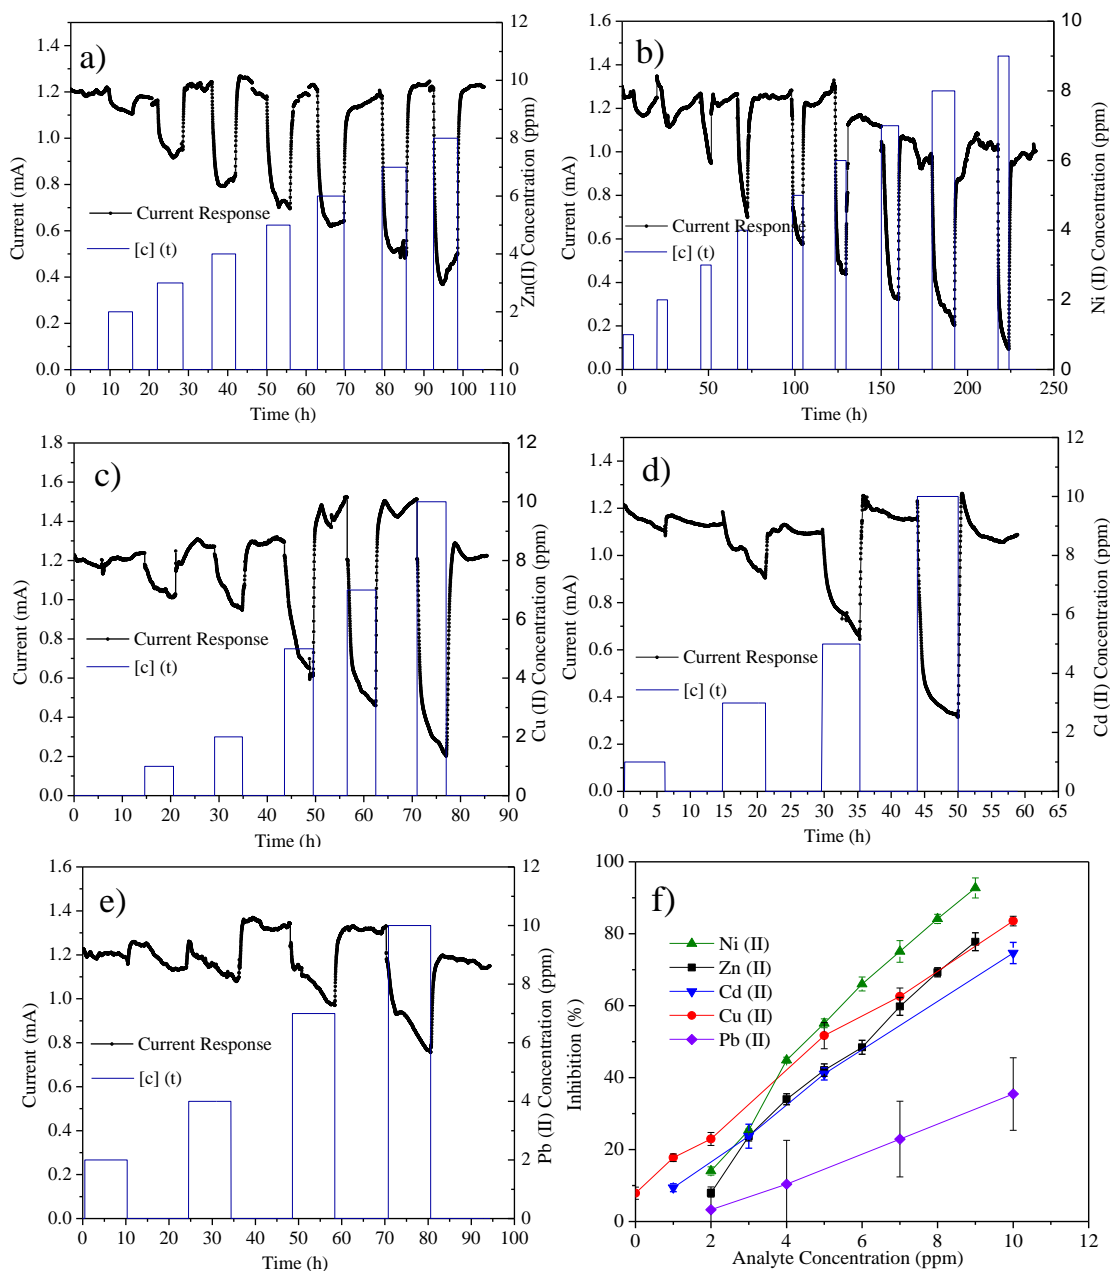 a)
1.4
1.2
1.0
0.8
0.6
0.4
0.2
0.0
Current (mA)
0 10 20 30 40 50 60 70 80 90 100 110
Time (h)
12
10
8
6
4
2
0
Zn(II) Concentration (ppm)
Current Response
[c] (t)
b)
1.6
1.4
1.2
1.0
0.8
0.6
0.4
0.2
0.0
Current (mA)
0 50 100 150 200 250
Time (h)
10
8
6
4
2
0
Ni (II) Concentration (ppm)
Current Response
[c] (t)
c)
1.8
1.6
1.4
1.2
1.0
0.8
0.6
0.4
0.2
0.0
Current (mA)
0 10 20 30 40 50 60 70 80 90
Time (h)
12
10
8
6
4
2
0
Cu (II) Concentration (ppm)
Current Response
[c] (t)
d)
1.4
1.2
1.0
0.8
0.6
0.4
0.2
0.0
Current (mA)
0 5 10 15 20 25 30 35 40 45 50 55 60 65
Time (h)
12
10
8
6
4
2
0
Cd (II) Concentration (ppm)
Current Response
[c] (t)
e)
1.6
1.4
1.2
1.0
0.8
0.6
0.4
0.2
0.0
Current (mA)
0 10 20 30 40 50 60 70 80 90 100
Time (h)
12
10
8
6
4
2
0
Pb (II) Concentration (ppm)
Current Response
[c] (t)
f)
100
80
60
40
20
0
Inhibition (%)
0 2 4 6 8 10 12
Analyte Concentration (ppm)
Ni (II)
Zn (II)
Cd (II)
Cu (II)
Pb (II)